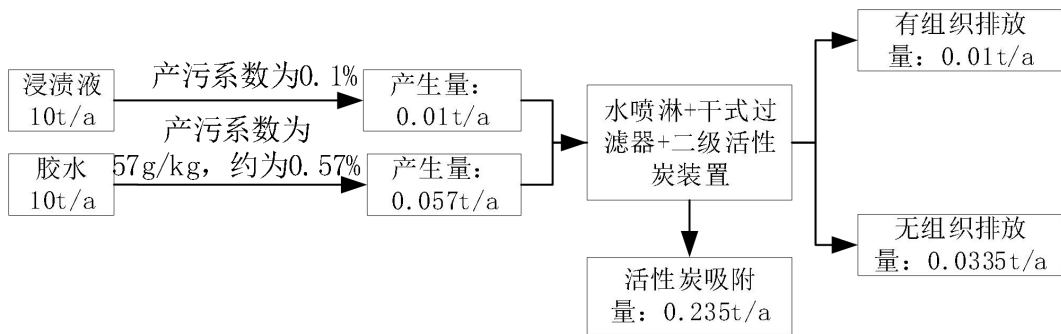 浸渍液
10t/a
产污系数为0.1%
产生量：
0.01t/a
胶水
10t/a
产污系数为
57g/kg，约为0.57%
产生量：
0.057t/a
水喷淋+干式过
滤器+二级活性
炭装置
有组织排放
量：0.01t/a
无组织排放
量：0.0335t/a
活性炭吸附
量：0.235t/a